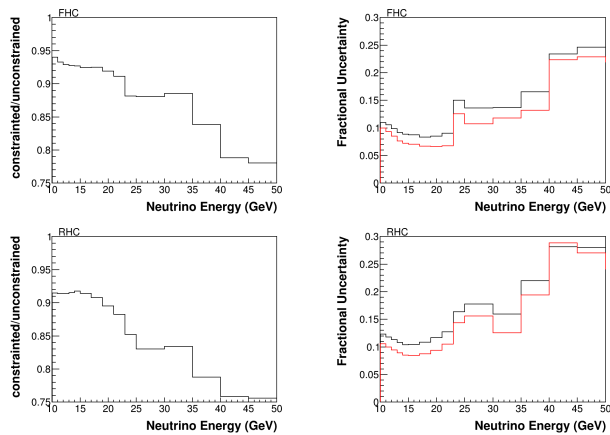 FHC
constrainted/unconstrained
1
0.95
0.9
0.85
0.8
0.75
10 15 20 25 30 35 40 45 50
Neutrino Energy (GeV)
FHC
Fractional Uncertainty
0.3
0.25
0.2
0.15
0.1
0.05
0
10 15 20 25 30 35 40 45 50
Neutrino Energy (GeV)
RHC
constrainted/unconstrained
1
0.95
0.9
0.85
0.8
0.75
10 15 20 25 30 35 40 45 50
Neutrino Energy (GeV)
RHC
Fractional Uncertainty
0.3
0.25
0.2
0.15
0.1
0.05
0
10 15 20 25 30 35 40 45 50
Neutrino Energy (GeV)